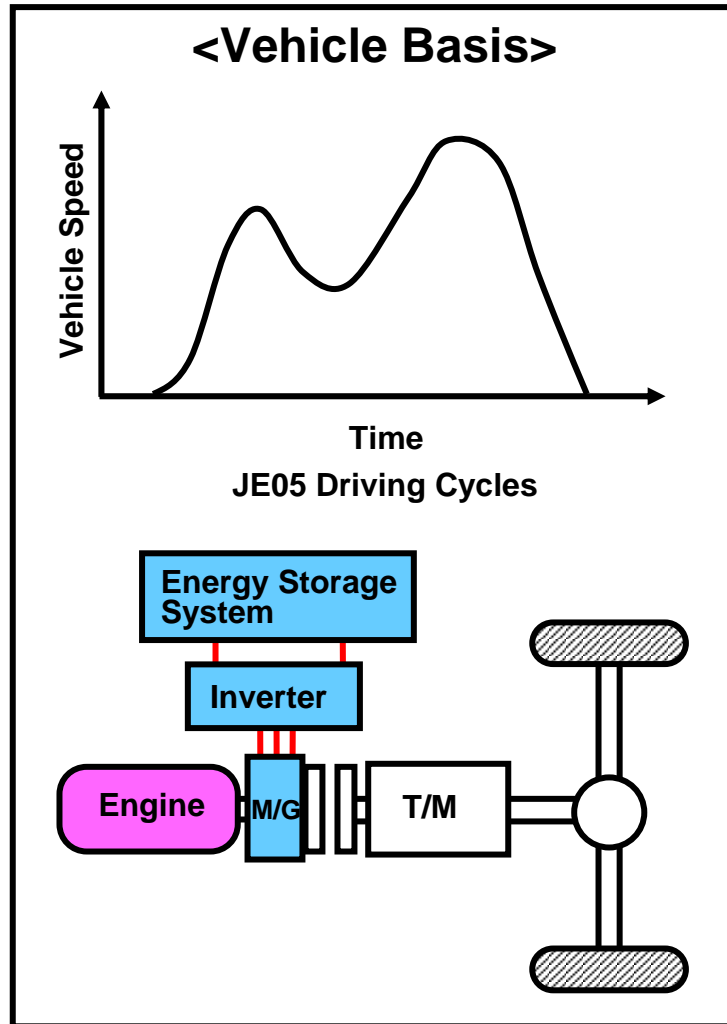 <Vehicle Basis>
Vehicle Speed
Time
JE05 Driving Cycles
Energy Storage
System
Inverter
Engine
M/G
T/M